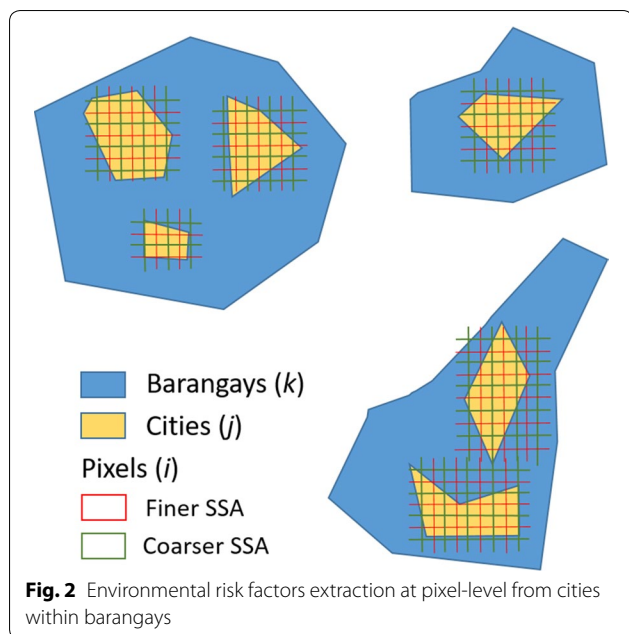 Barangays (k)
Cities (j)
Pixels (i)
Finer SSA
Coarser SSA
Fig. 2 Environmental risk factors extraction at pixel-level from cities
within barangays